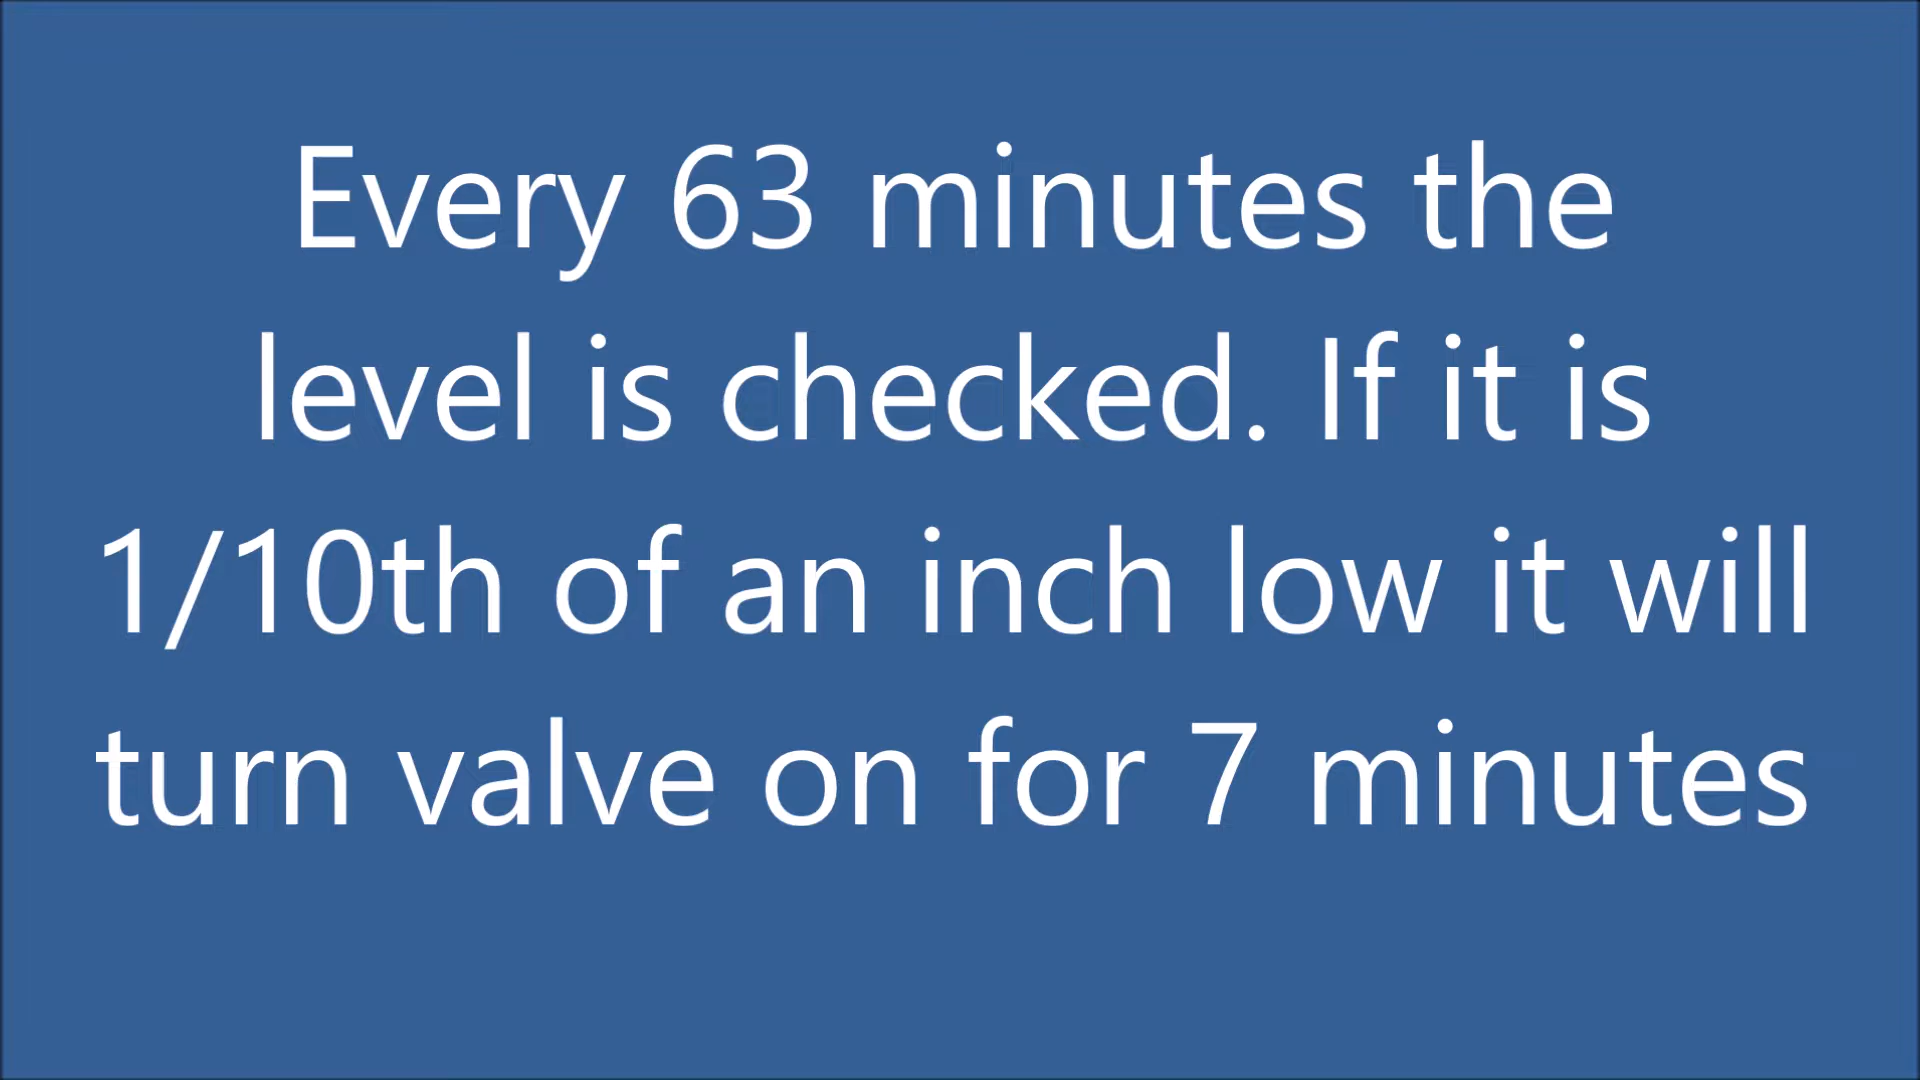 Every 63 minutes the
level is checked. If it is
1/10th of an inch low it will
turn valve on for 7 minutes